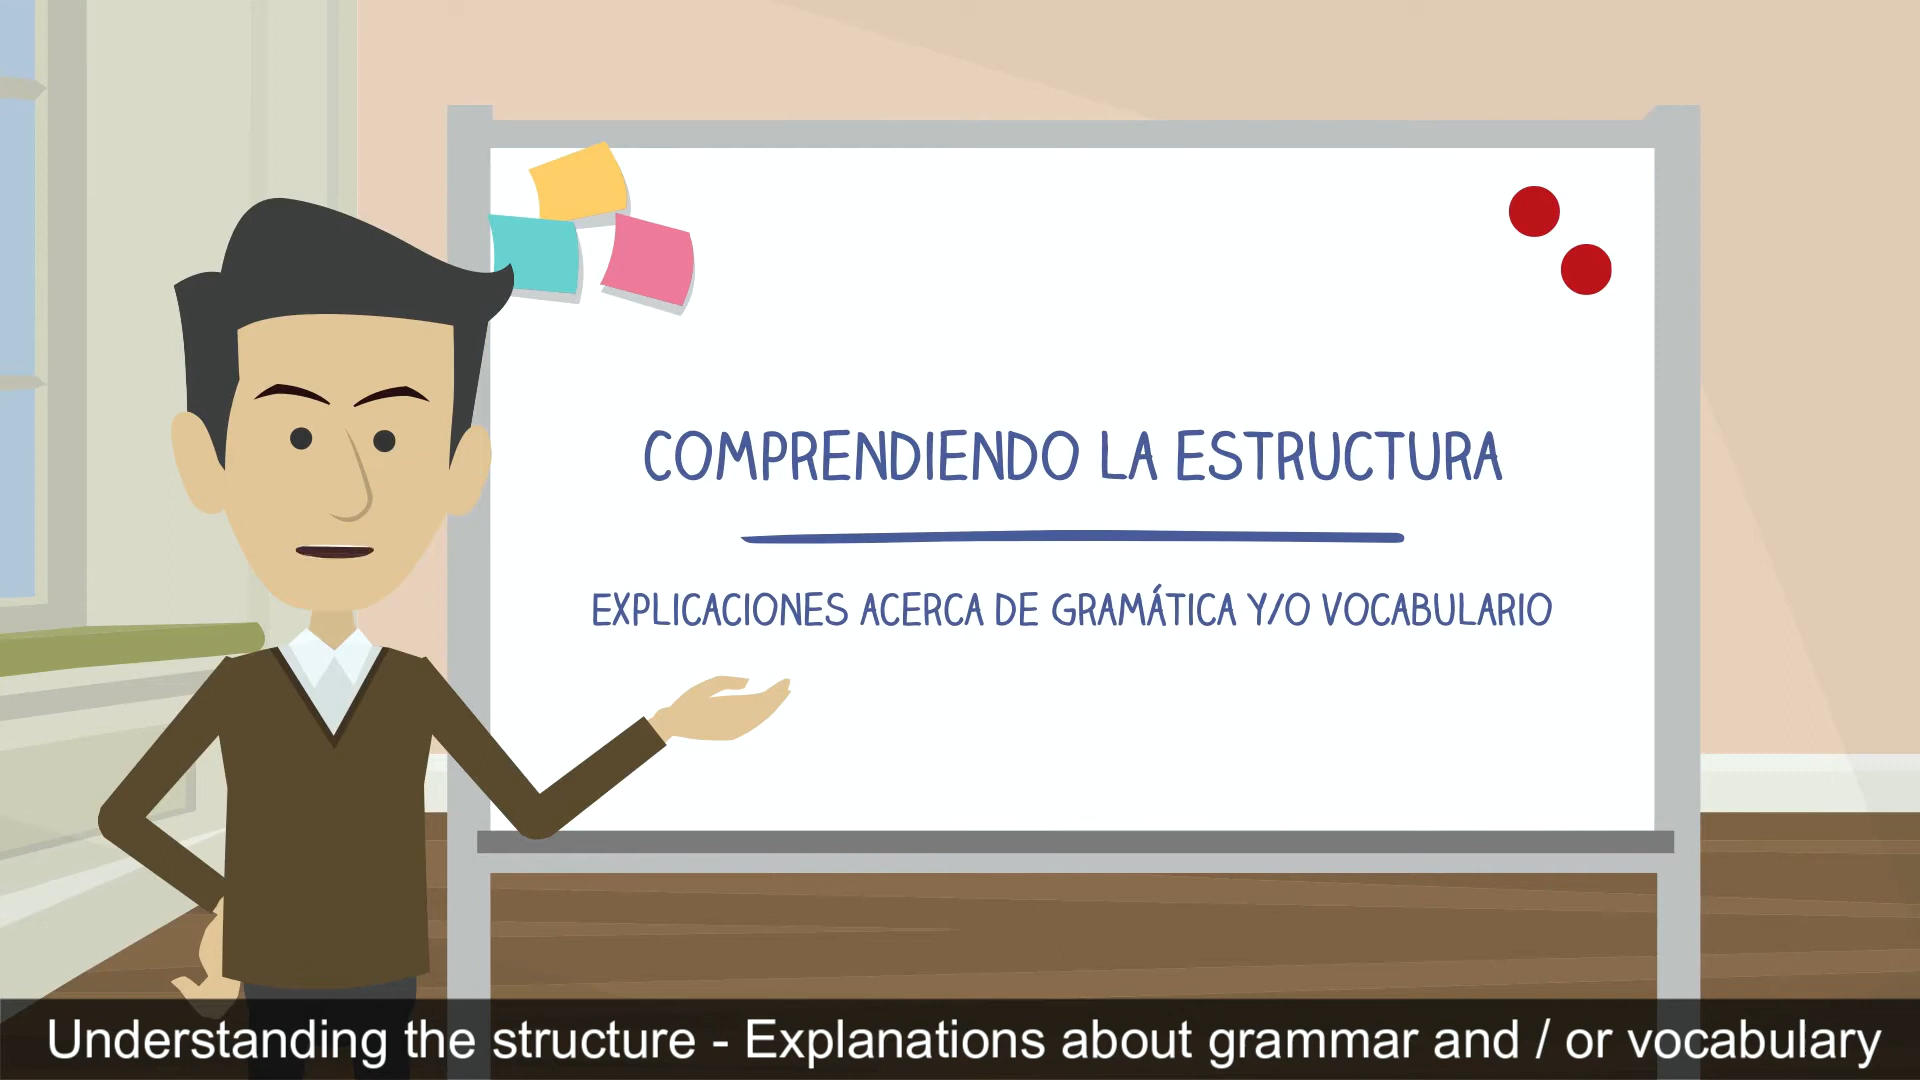 COMPRENDIENDO LA ESTRUCTURA
EXPLICACIONES ACERCA DE GRAMÁTICA Y/O VOCABULARIO
Understanding the structure - Explanations about grammar and / or vocabulary